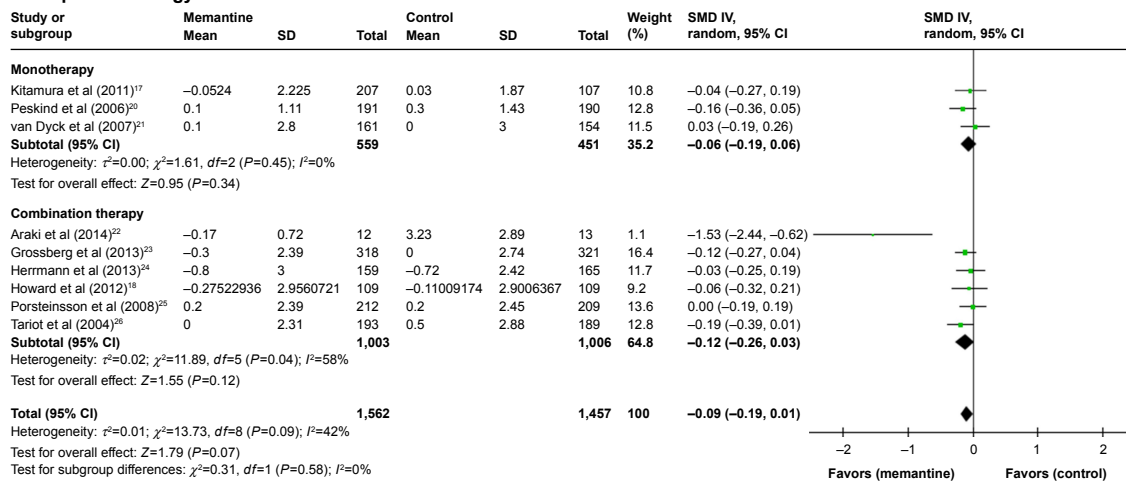 Study or subgroup Memantine Control Weight (%) SMD IV, random, 95% CI SMD IV, random, 95% CI
Mean SD Total Mean SD Total
Monotherapy
Kitamura et al (2011)17 −0.0524 2.225 207 0.03 1.87 107 10.8 −0.04 (−0.27, 0.19)
Peskind et al (2006)20 0.1 1.11 191 0.3 1.43 190 12.8 −0.16 (−0.36, 0.05)
van Dyck et al (2007)21 0.1 2.8 161 0 3 154 11.5 0.03 (−0.19, 0.26)
Subtotal (95% CI) 559 451 35.2 −0.06 (−0.19, 0.06)
Heterogeneity: τ²=0.00; χ²=1.61, df=2 (P=0.45); I²=0%
Test for overall effect: Z=0.95 (P=0.34)
Combination therapy
Araki et al (2014)22 −0.17 0.72 12 3.23 2.89 13 1.1 −1.53 (−2.44, −0.62)
Grossberg et al (2013)23 −0.3 2.39 318 0 2.74 321 16.4 −0.12 (−0.27, 0.04)
Herrmann et al (2013)24 −0.8 3 159 −0.72 2.42 165 11.7 −0.03 (−0.25, 0.19)
Howard et al (2012)18 −0.27522936 2.9560721 109 −0.11009174 2.9006367 109 9.2 −0.06 (−0.32, 0.21)
Porsteinsson et al (2008)25 0.2 2.39 212 0.2 2.45 209 13.6 0.00 (−0.19, 0.19)
Tariot et al (2004)26 0 2.31 193 0.5 2.88 189 12.8 −0.19 (−0.39, 0.01)
Subtotal (95% CI) 1,003 1,006 64.8 −0.12 (−0.26, 0.03)
Heterogeneity: τ²=0.02; χ²=11.89, df=5 (P=0.04); I²=58%
Test for overall effect: Z=1.55 (P=0.12)
Total (95% CI) 1,562 1,457 100 −0.09 (−0.19, 0.01)
Heterogeneity: τ²=0.01; χ²=13.73, df=8 (P=0.09); I²=42%
Test for overall effect: Z=1.79 (P=0.07)
Test for subgroup differences: χ²=0.31, df=1 (P=0.58); I²=0%
−2 −1 0 1 2
Favors (memantine) Favors (control)